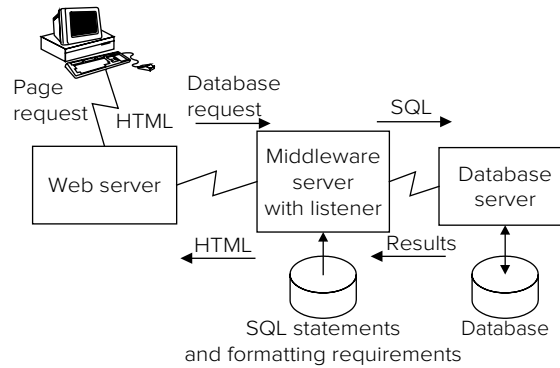 Page
request
HTML
Database
request
SQL
Web server
Middleware
server
with listener
Database
server
HTML
Results
SQL statements
and formatting requirements
Database